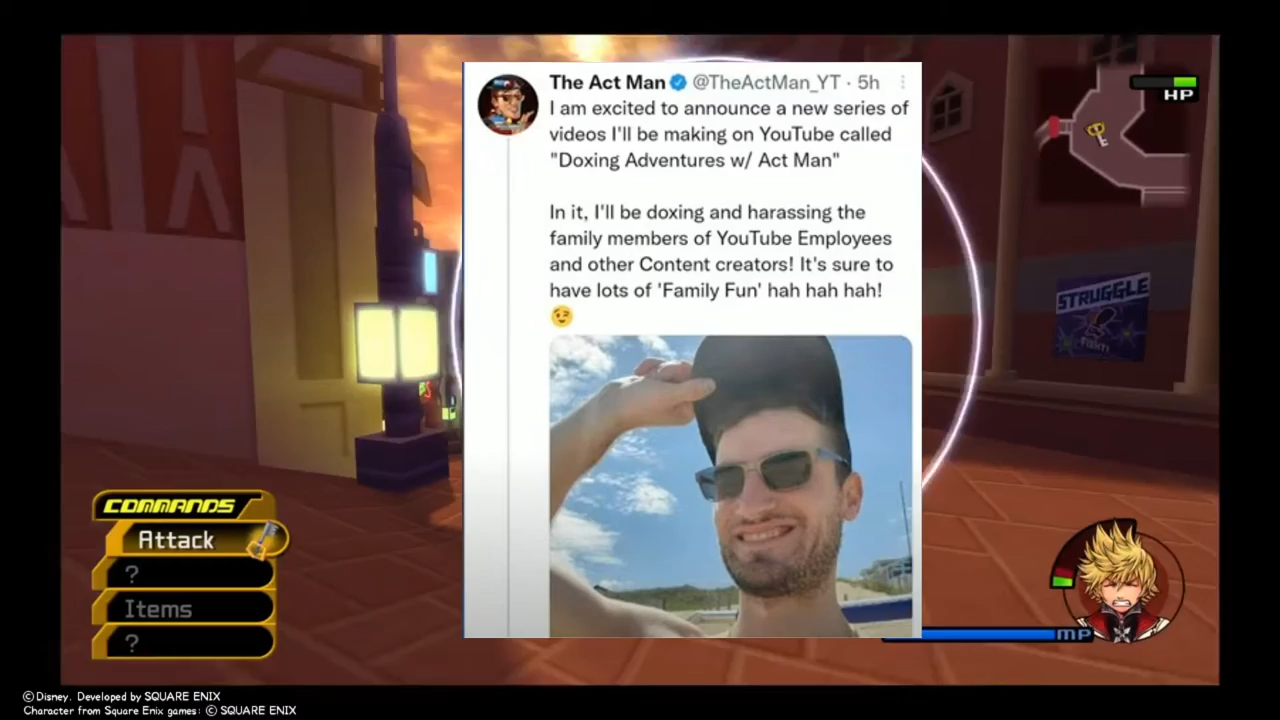 The Act Man @TheActMan_YT · 5h
I am excited to announce a new series of
videos I'll be making on YouTube called
"Doxing Adventures w/ Act Man"
In it, I'll be doxing and harassing the
family members of YouTube Employees
and other Content creators! It's sure to
have lots of 'Family Fun' hah hah hah!
😉
HP
STRUGGLE
COMMANDS
Attack
?
Items
?
MP
©Disney. Developed by SQUARE ENIX
Character from Square Enix games: © SQUARE ENIX